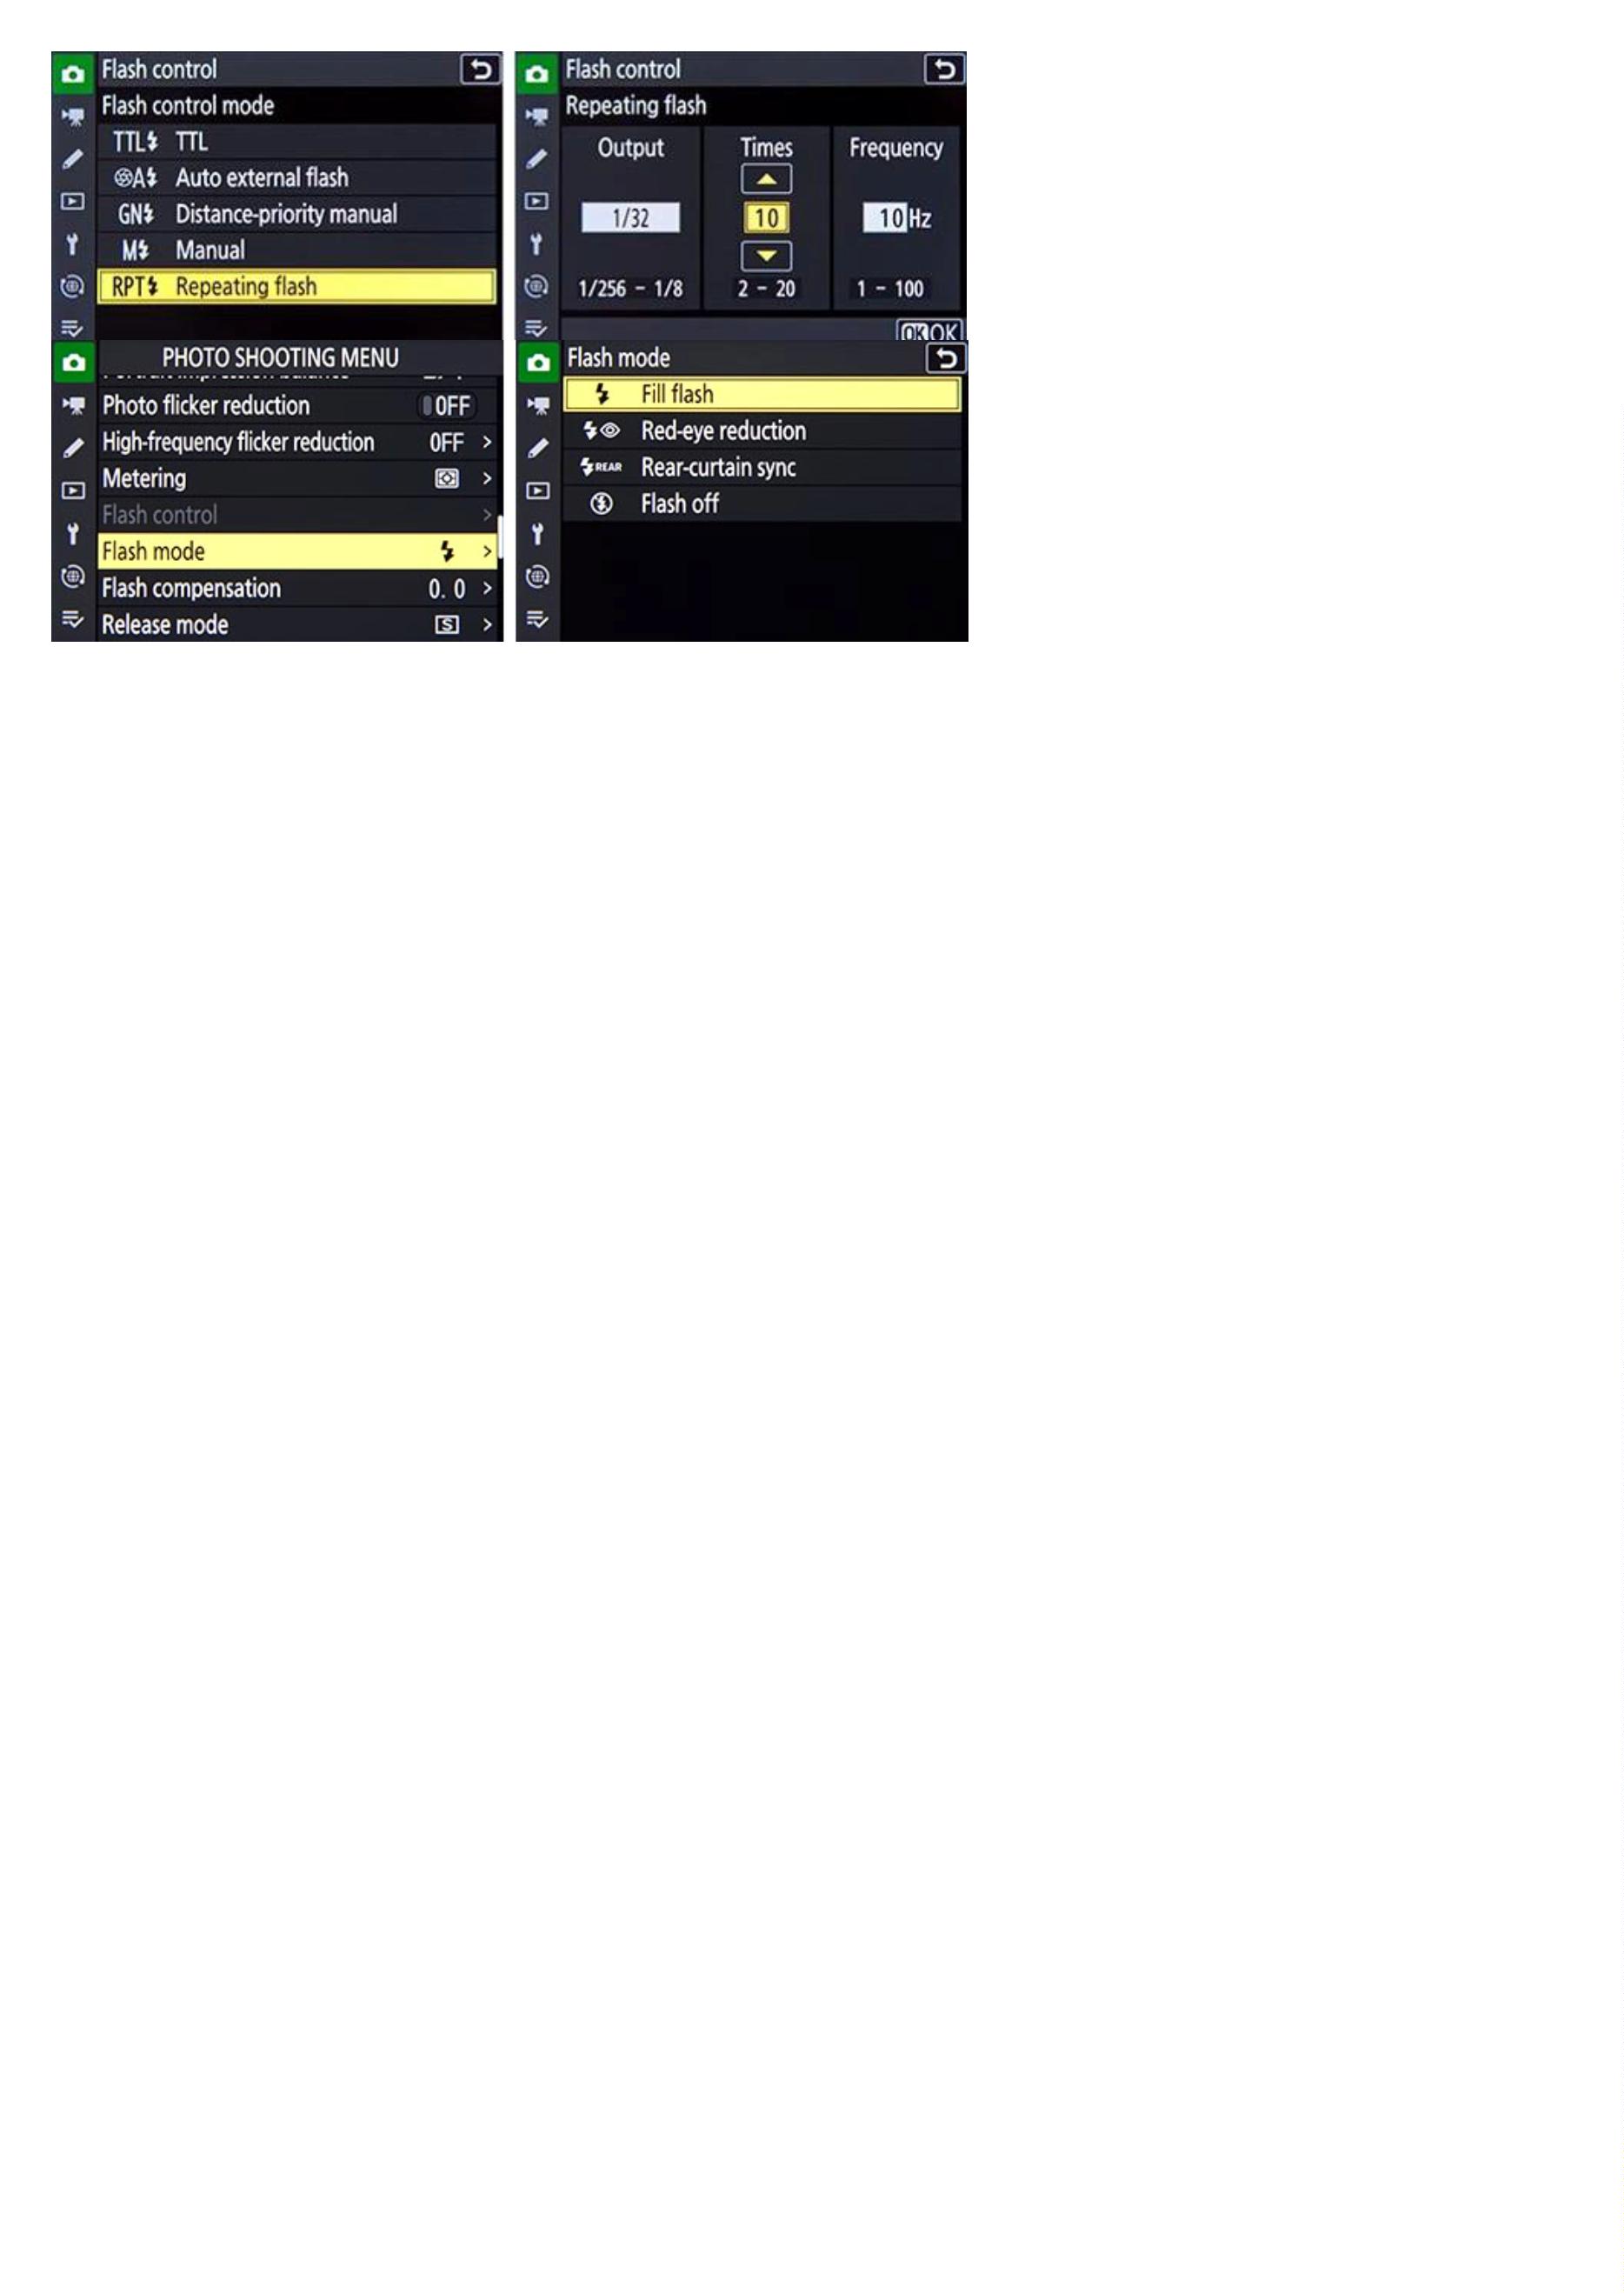 Flash control
Flash control mode
TTL TTL
A Auto external flash
GN Distance-priority manual
M Manual
RPT Repeating flash
Flash control
Repeating flash
Output Times Frequency
1/32 10 10 Hz
1/256 - 1/8 2 - 20 1 - 100
OK OK
PHOTO SHOOTING MENU
Photo flicker reduction OFF
High-frequency flicker reduction OFF >
Metering >
Flash control >
Flash mode >
Flash compensation 0.0 >
Release mode S >
Flash mode
Fill flash
Red-eye reduction
REAR Rear-curtain sync
Flash off